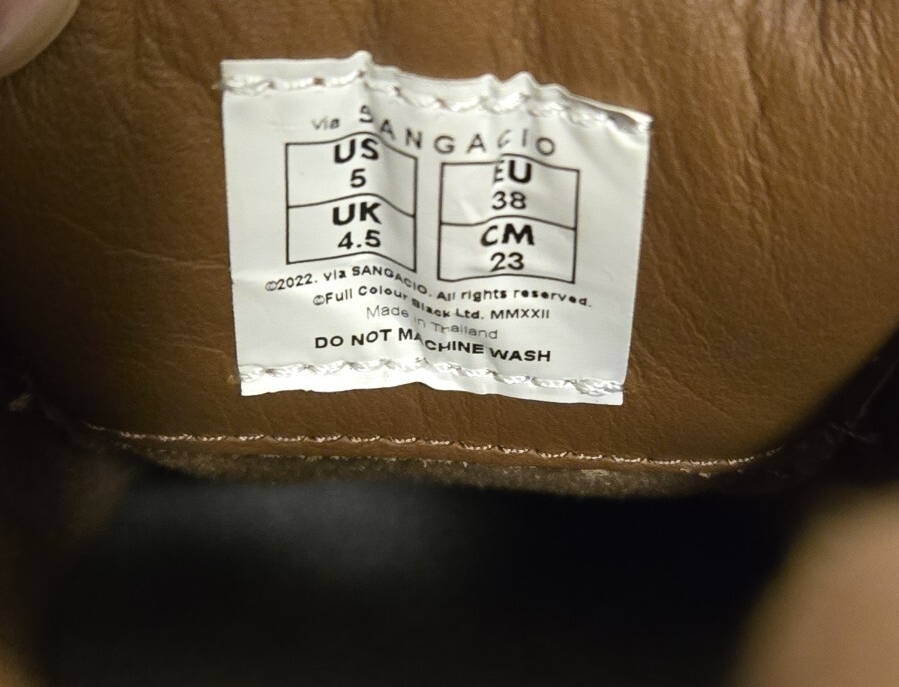 via SANGACIO
US EU
5 38
UK CM
4.5 23
©2022. via SANGACIO. All rights reserved.
©Full Colour Black Ltd. MMXXII
Made in Thailand
DO NOT MACHINE WASH